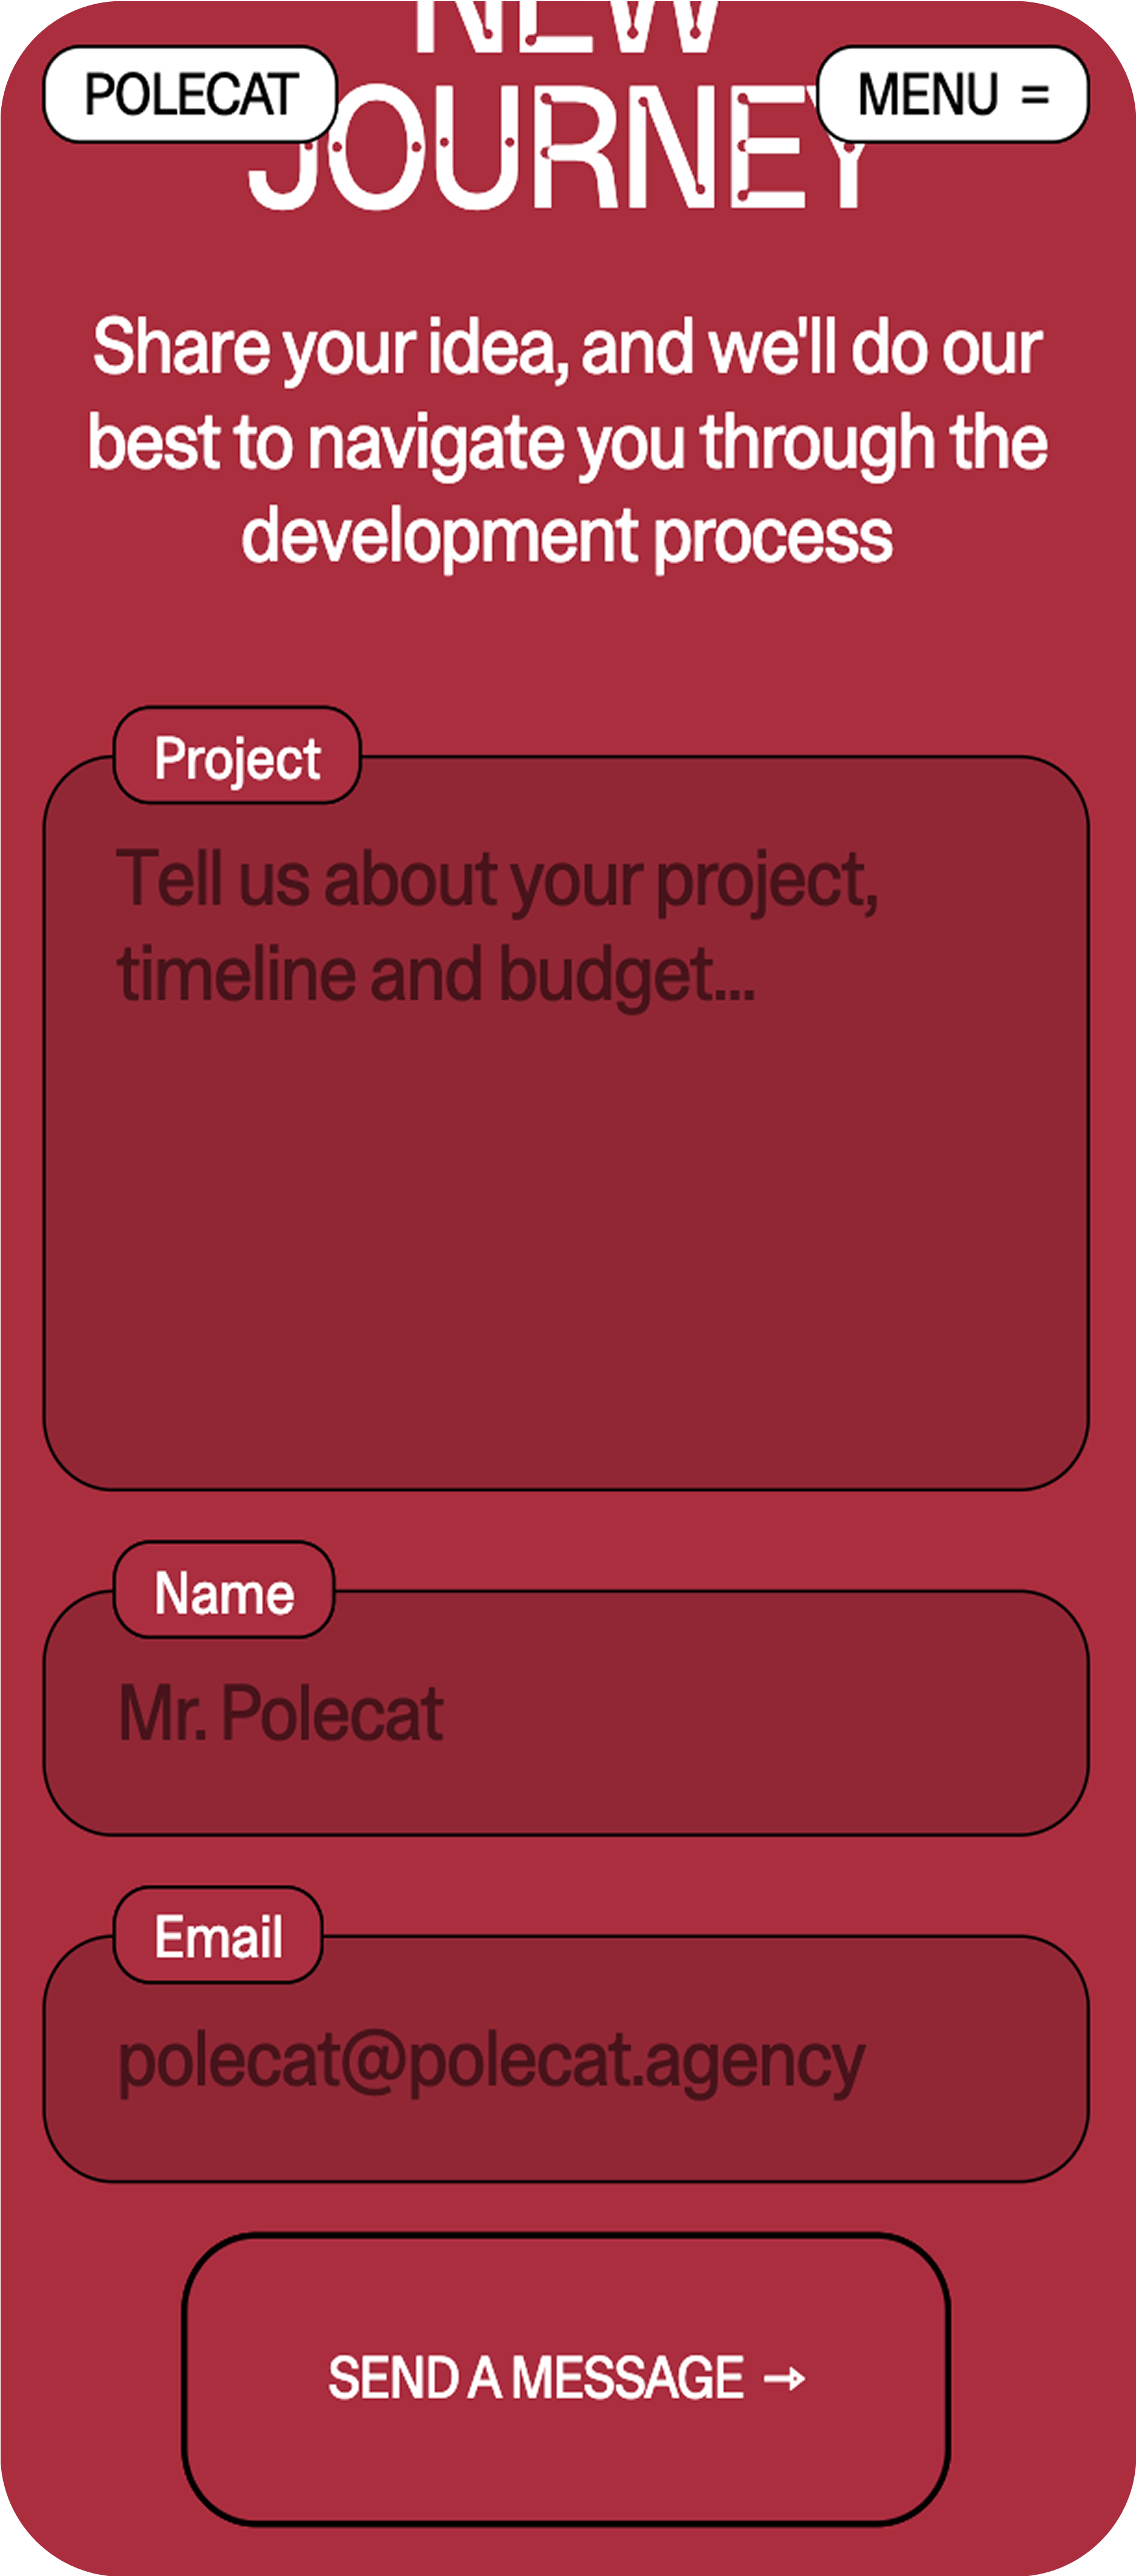 NEW
POLECAT
MENU =
JOURNEY
Share your idea, and we'll do our
best to navigate you through the
development process
Project
Tell us about your project,
timeline and budget...
Name
Mr. Polecat
Email
polecat@polecat.agency
SEND A MESSAGE →